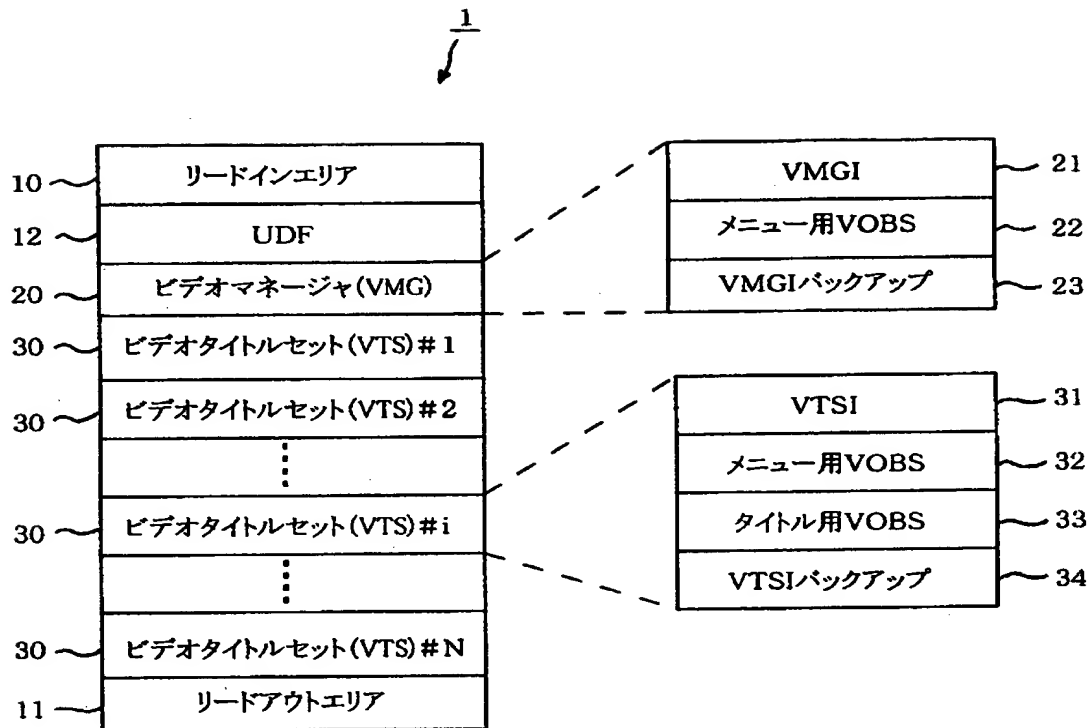 1
10 リードインエリア
12 UDF
20 ビデオマネージャ(VMG)
30 ビデオタイトルセット(VTS)#1
30 ビデオタイトルセット(VTS)#2
30 ビデオタイトルセット(VTS)#i
30 ビデオタイトルセット(VTS)#N
11 リードアウトエリア
VMGI 21
メニュー用VOBS 22
VMGIバックアップ 23
VTSI 31
メニュー用VOBS 32
タイトル用VOBS 33
VTSIバックアップ 34